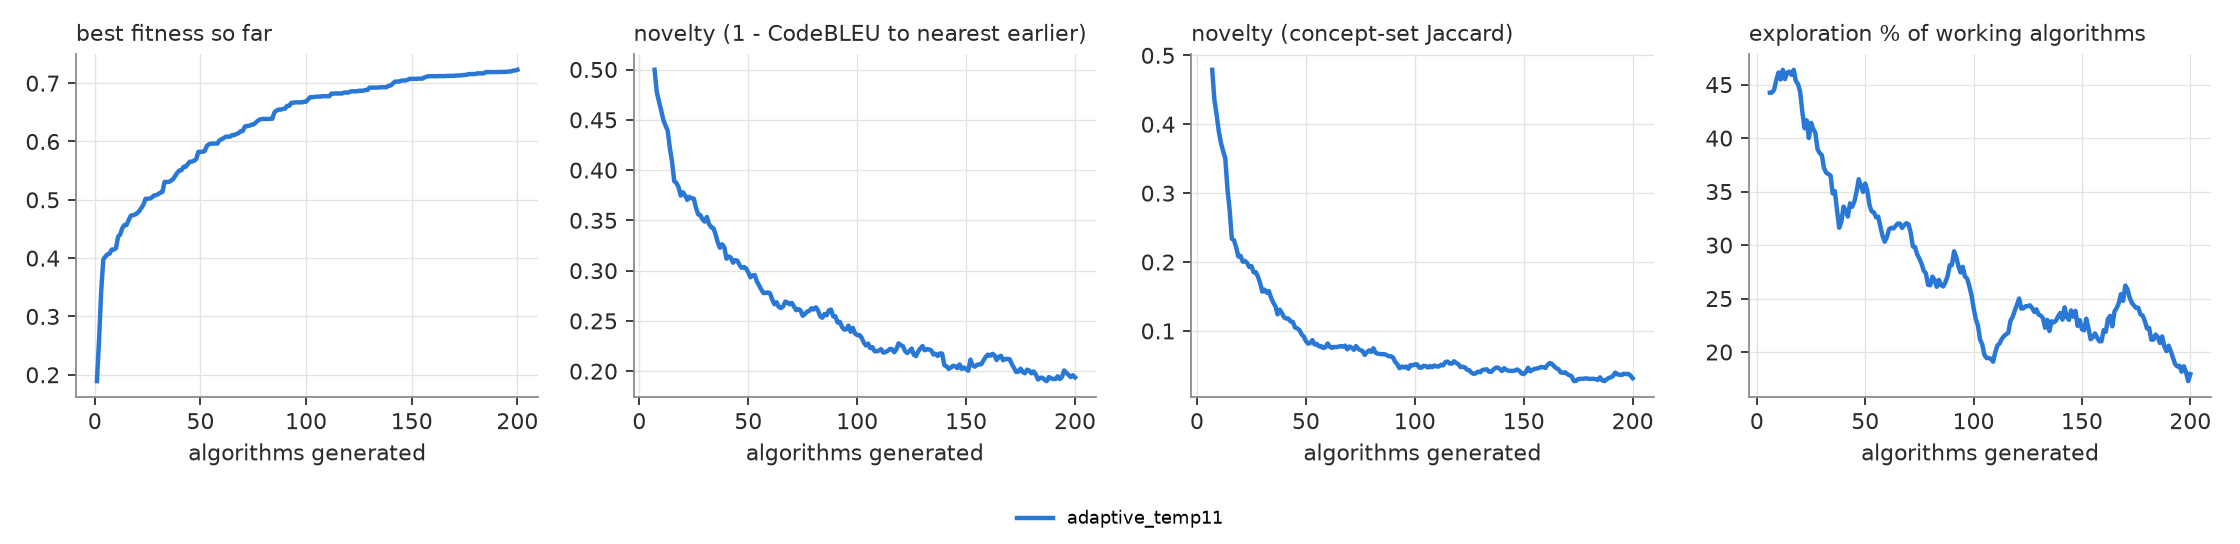 best fitness so far
0.7
0.6
0.5
0.4
0.3
0.2
0 50 100 150 200
algorithms generated
novelty (1 - CodeBLEU to nearest earlier)
0.50
0.45
0.40
0.35
0.30
0.25
0.20
0 50 100 150 200
algorithms generated
novelty (concept-set Jaccard)
0.5
0.4
0.3
0.2
0.1
0 50 100 150 200
algorithms generated
exploration % of working algorithms
45
40
35
30
25
20
0 50 100 150 200
algorithms generated
adaptive_temp11